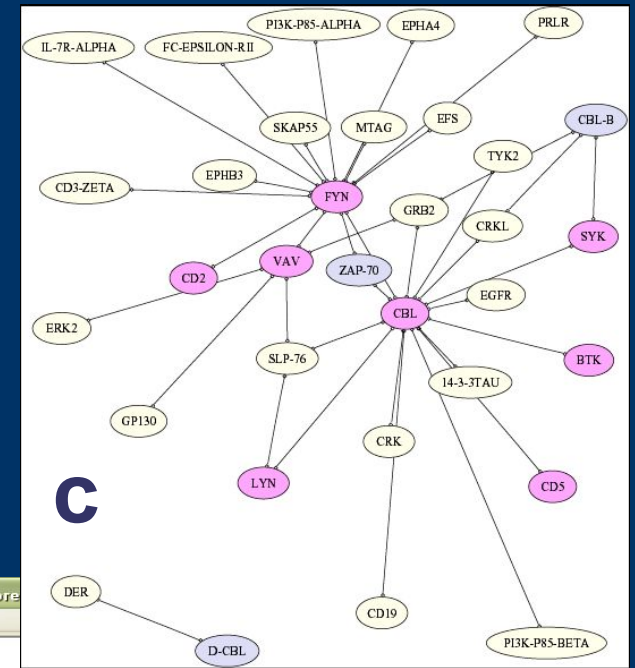 PI3K-P85-ALPHA
EPHA4
PRLR
IL-7R-ALPHA
FC-EPSILON-RII
SKAP55
MTAG
EFS
CBL-B
TYK2
EPHB3
CD3-ZETA
FYN
GRB2
CRKL
SYK
VAV
CD2
ZAP-70
EGFR
CBL
ERK2
SLP-76
BTK
14-3-3TAU
GP130
CRK
LYN
CD5
C
DER
ore
CD19
PI3K-P85-BETA
D-CBL